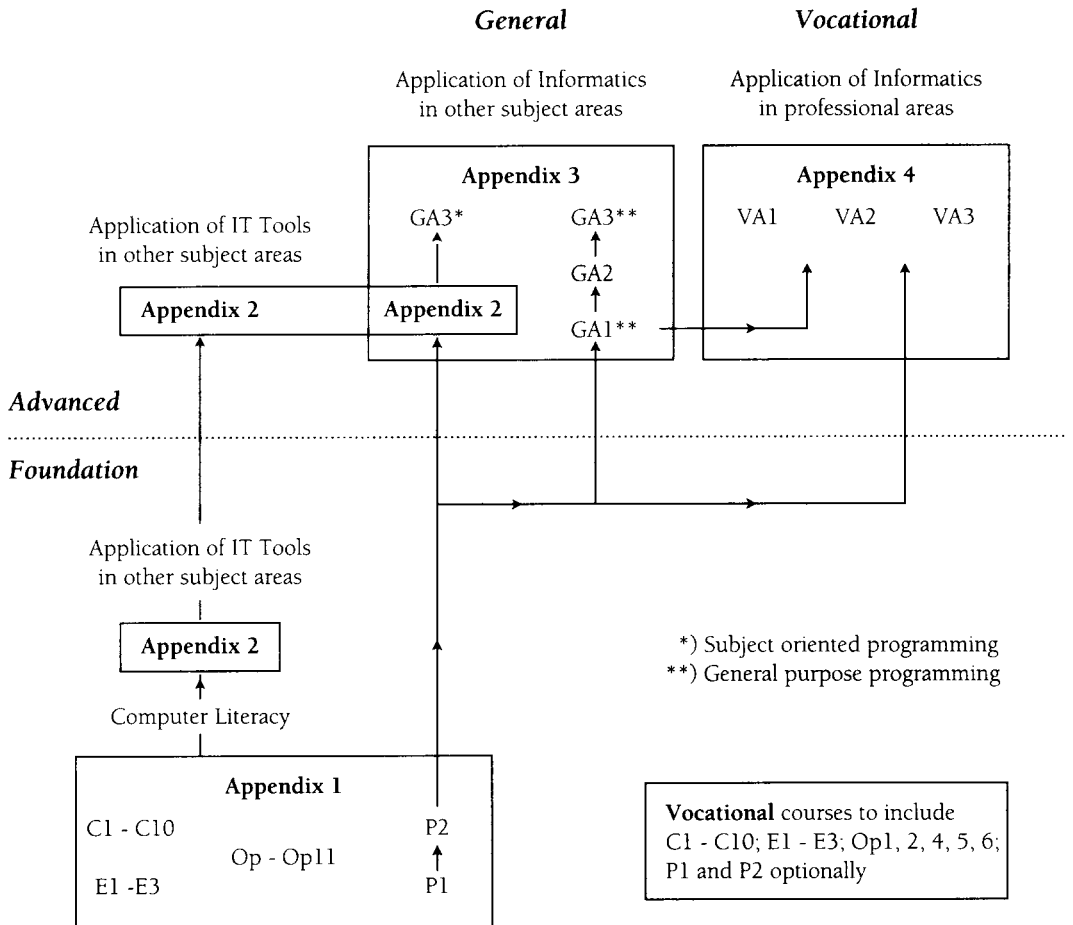 General
Vocational
Application of Informatics
in other subject areas
Application of Informatics
in professional areas
Appendix 3
Appendix 4
GA3*
GA3**
VA1
VA2
VA3
Application of IT Tools
in other subject areas
GA2
Appendix 2
Appendix 2
GA1**
Advanced
Foundation
Application of IT Tools
in other subject areas
Appendix 2
*) Subject oriented programming
**) General purpose programming
Computer Literacy
Appendix 1
C1 - C10
P2
Op - Op11
E1 -E3
P1
Vocational courses to include
C1 - C10; E1 - E3; Op1, 2, 4, 5, 6;
P1 and P2 optionally